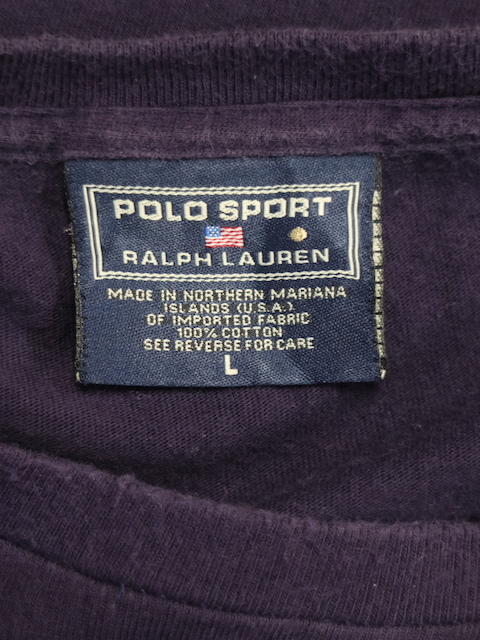 POLO SPORT
RALPH LAUREN
MADE IN NORTHERN MARIANA
ISLANDS (U.S.A.)
OF IMPORTED FABRIC
100% COTTON
SEE REVERSE FOR CARE
L